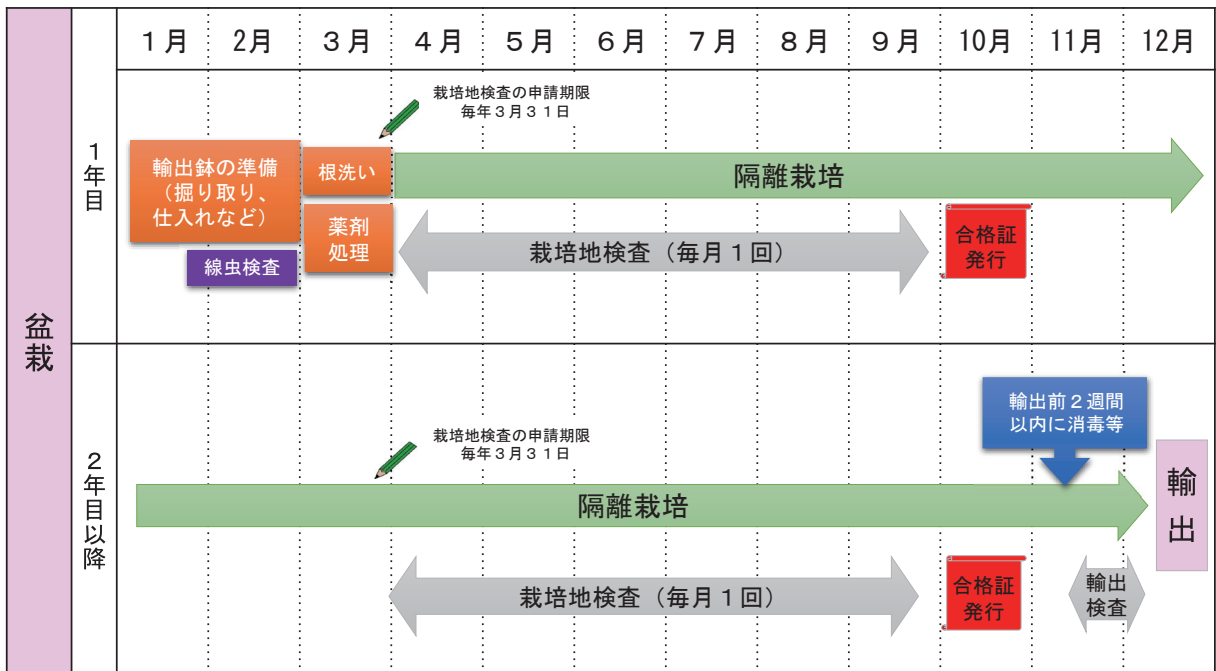 1月 2月 3月 4月 5月 6月 7月 8月 9月 10月 11月 12月
盆栽
1年目
栽培地検査の申請期限
毎年3月31日
輸出鉢の準備
(掘り取り、
仕入れなど)
根洗い
隔離栽培
薬剤
処理
線虫検査
栽培地検査(毎月1回)
合格証
発行
2年目以降
輸出前2週間
以内に消毒等
栽培地検査の申請期限
毎年3月31日
隔離栽培
輸出
栽培地検査(毎月1回)
合格証
発行
輸出
検査